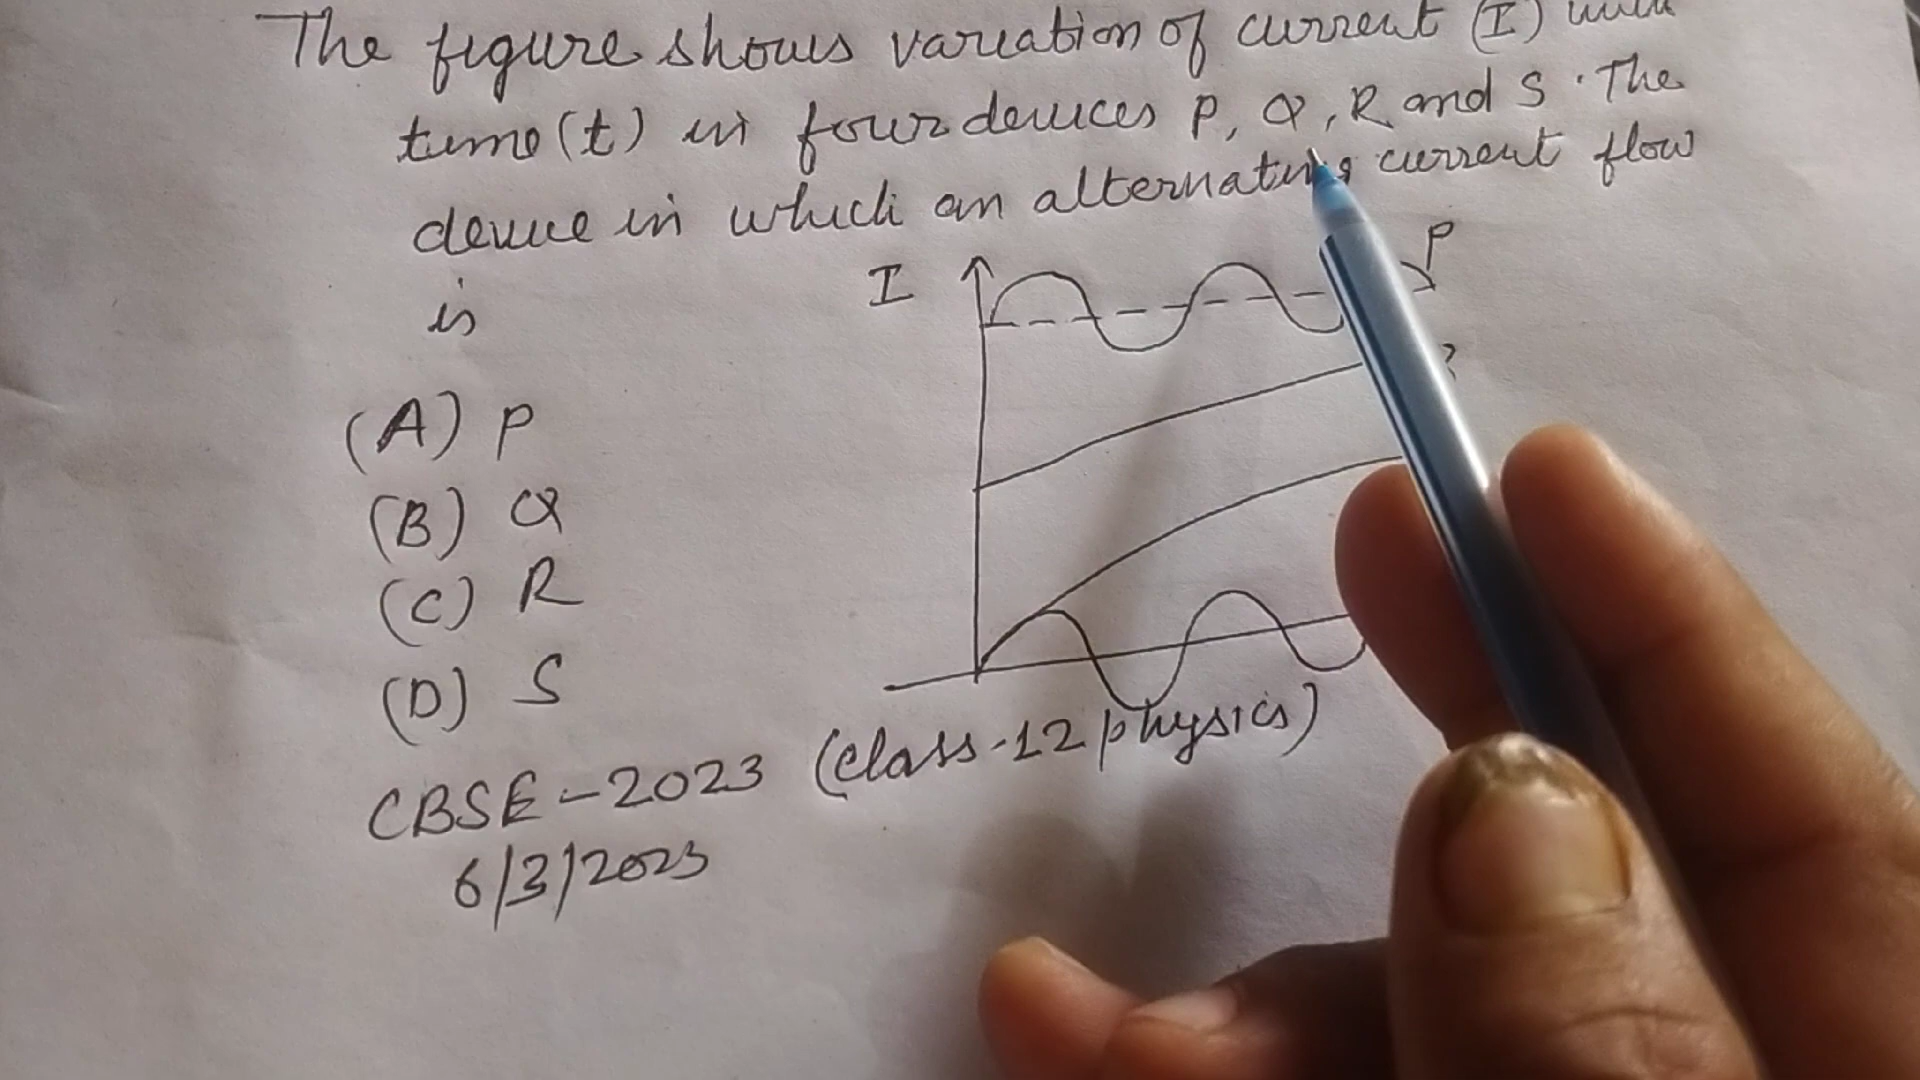 The figure shows variation of current (I) with
time (t) in four devices P, Q, R and S. The
device in which an alternating current flow
is
I
P
(A) P
(B) Q
(C) R
(D) S
CBSE-2023 (class-12 physics)
6/3/2023